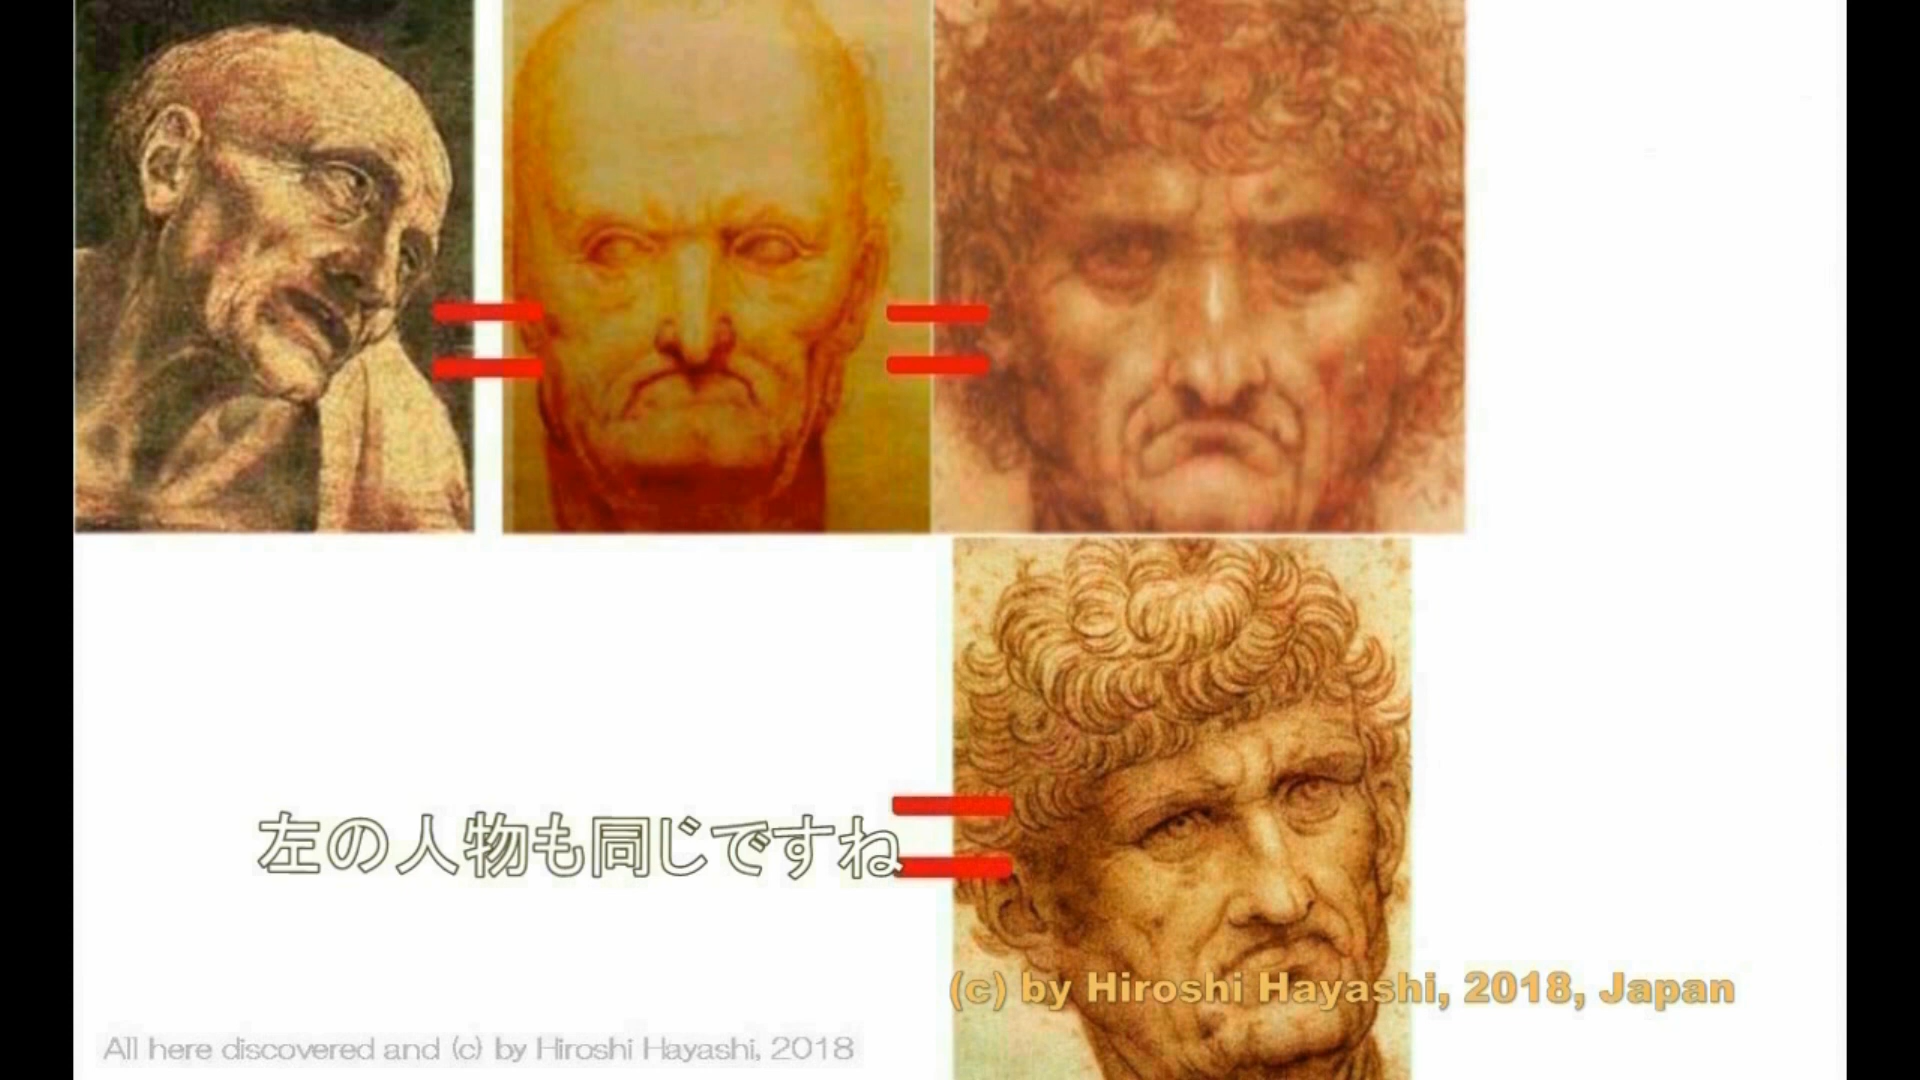 左の人物も同じですね
(c) by Hiroshi Hayashi, 2018, Japan
All here discovered and (c) by Hiroshi Hayashi, 2018